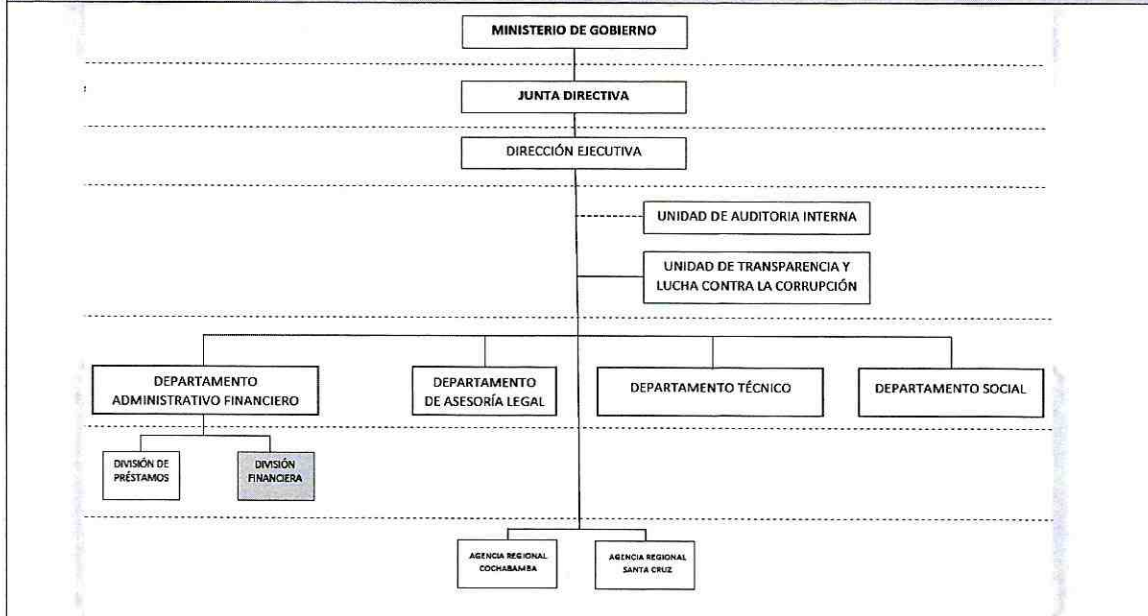 MINISTERIO DE GOBIERNO
JUNTA DIRECTIVA
DIRECCIÓN EJECUTIVA
UNIDAD DE AUDITORIA INTERNA
UNIDAD DE TRANSPARENCIA Y
LUCHA CONTRA LA CORRUPCIÓN
DEPARTAMENTO
ADMINISTRATIVO FINANCIERO
DEPARTAMENTO
DE ASESORÍA LEGAL
DEPARTAMENTO TÉCNICO
DEPARTAMENTO SOCIAL
DIVISIÓN DE
PRÉSTAMOS
DIVISIÓN
FINANCIERA
AGENCIA REGIONAL
COCHABAMBA
AGENCIA REGIONAL
SANTA CRUZ